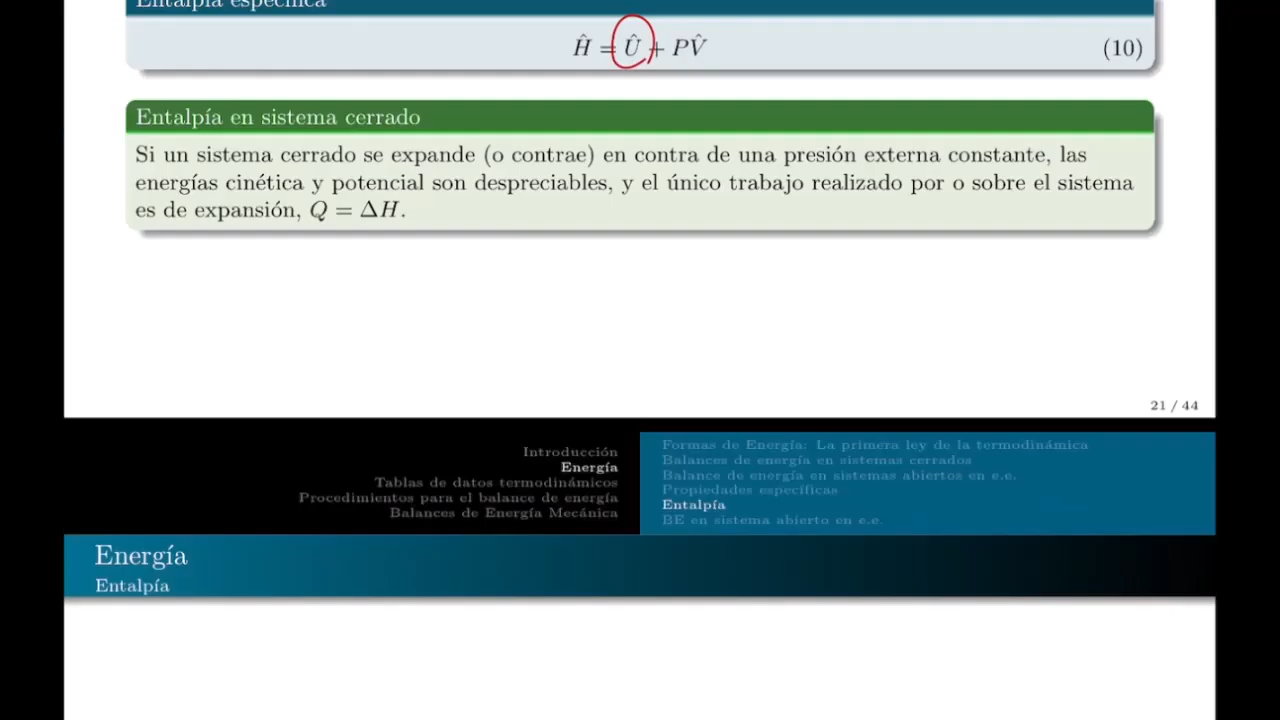 Entalpía específica
Ĥ = Û + PV̂ (10)
Entalpía en sistema cerrado
Si un sistema cerrado se expande (o contrae) en contra de una presión externa constante, las
energías cinética y potencial son despreciables, y el único trabajo realizado por o sobre el sistema
es de expansión, Q = ΔH.
21 / 44
Introducción
Energía
Tablas de datos termodinámicos
Procedimientos para el balance de energía
Balances de Energía Mecánica
Formas de Energía: La primera ley de la termodinámica
Balances de energía en sistemas cerrados
Balance de energía en sistemas abiertos en e.e.
Propiedades específicas
Entalpía
BE en sistema abierto en e.e.
Energía
Entalpía